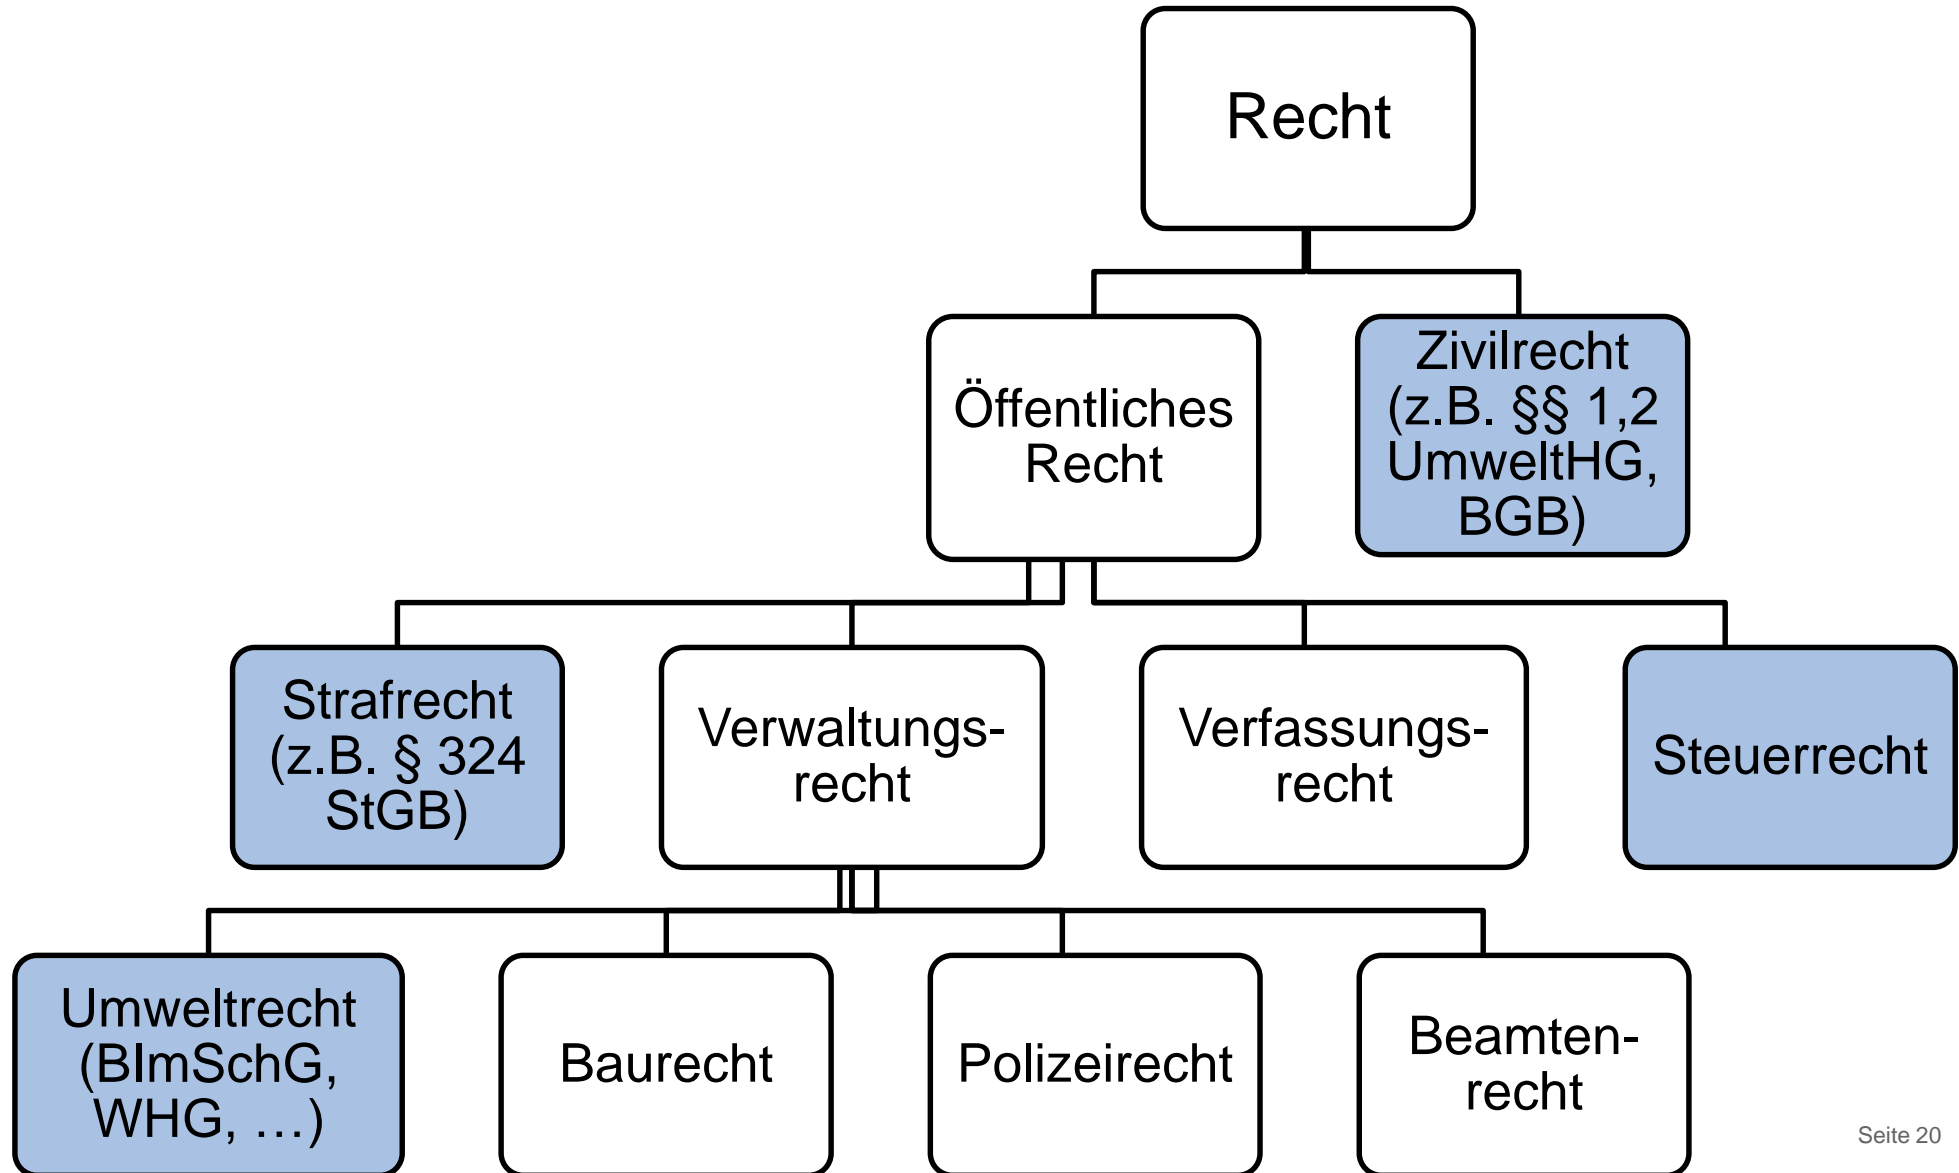 Recht
Öffentliches
Recht
Zivilrecht
(z.B. §§ 1,2
UmweltHG,
BGB)
Strafrecht
(z.B. § 324
StGB)
Verwaltungs-
recht
Verfassungs-
recht
Steuerrecht
Umweltrecht
(BImSchG,
WHG, …)
Baurecht
Polizeirecht
Beamten-
recht
Seite 20